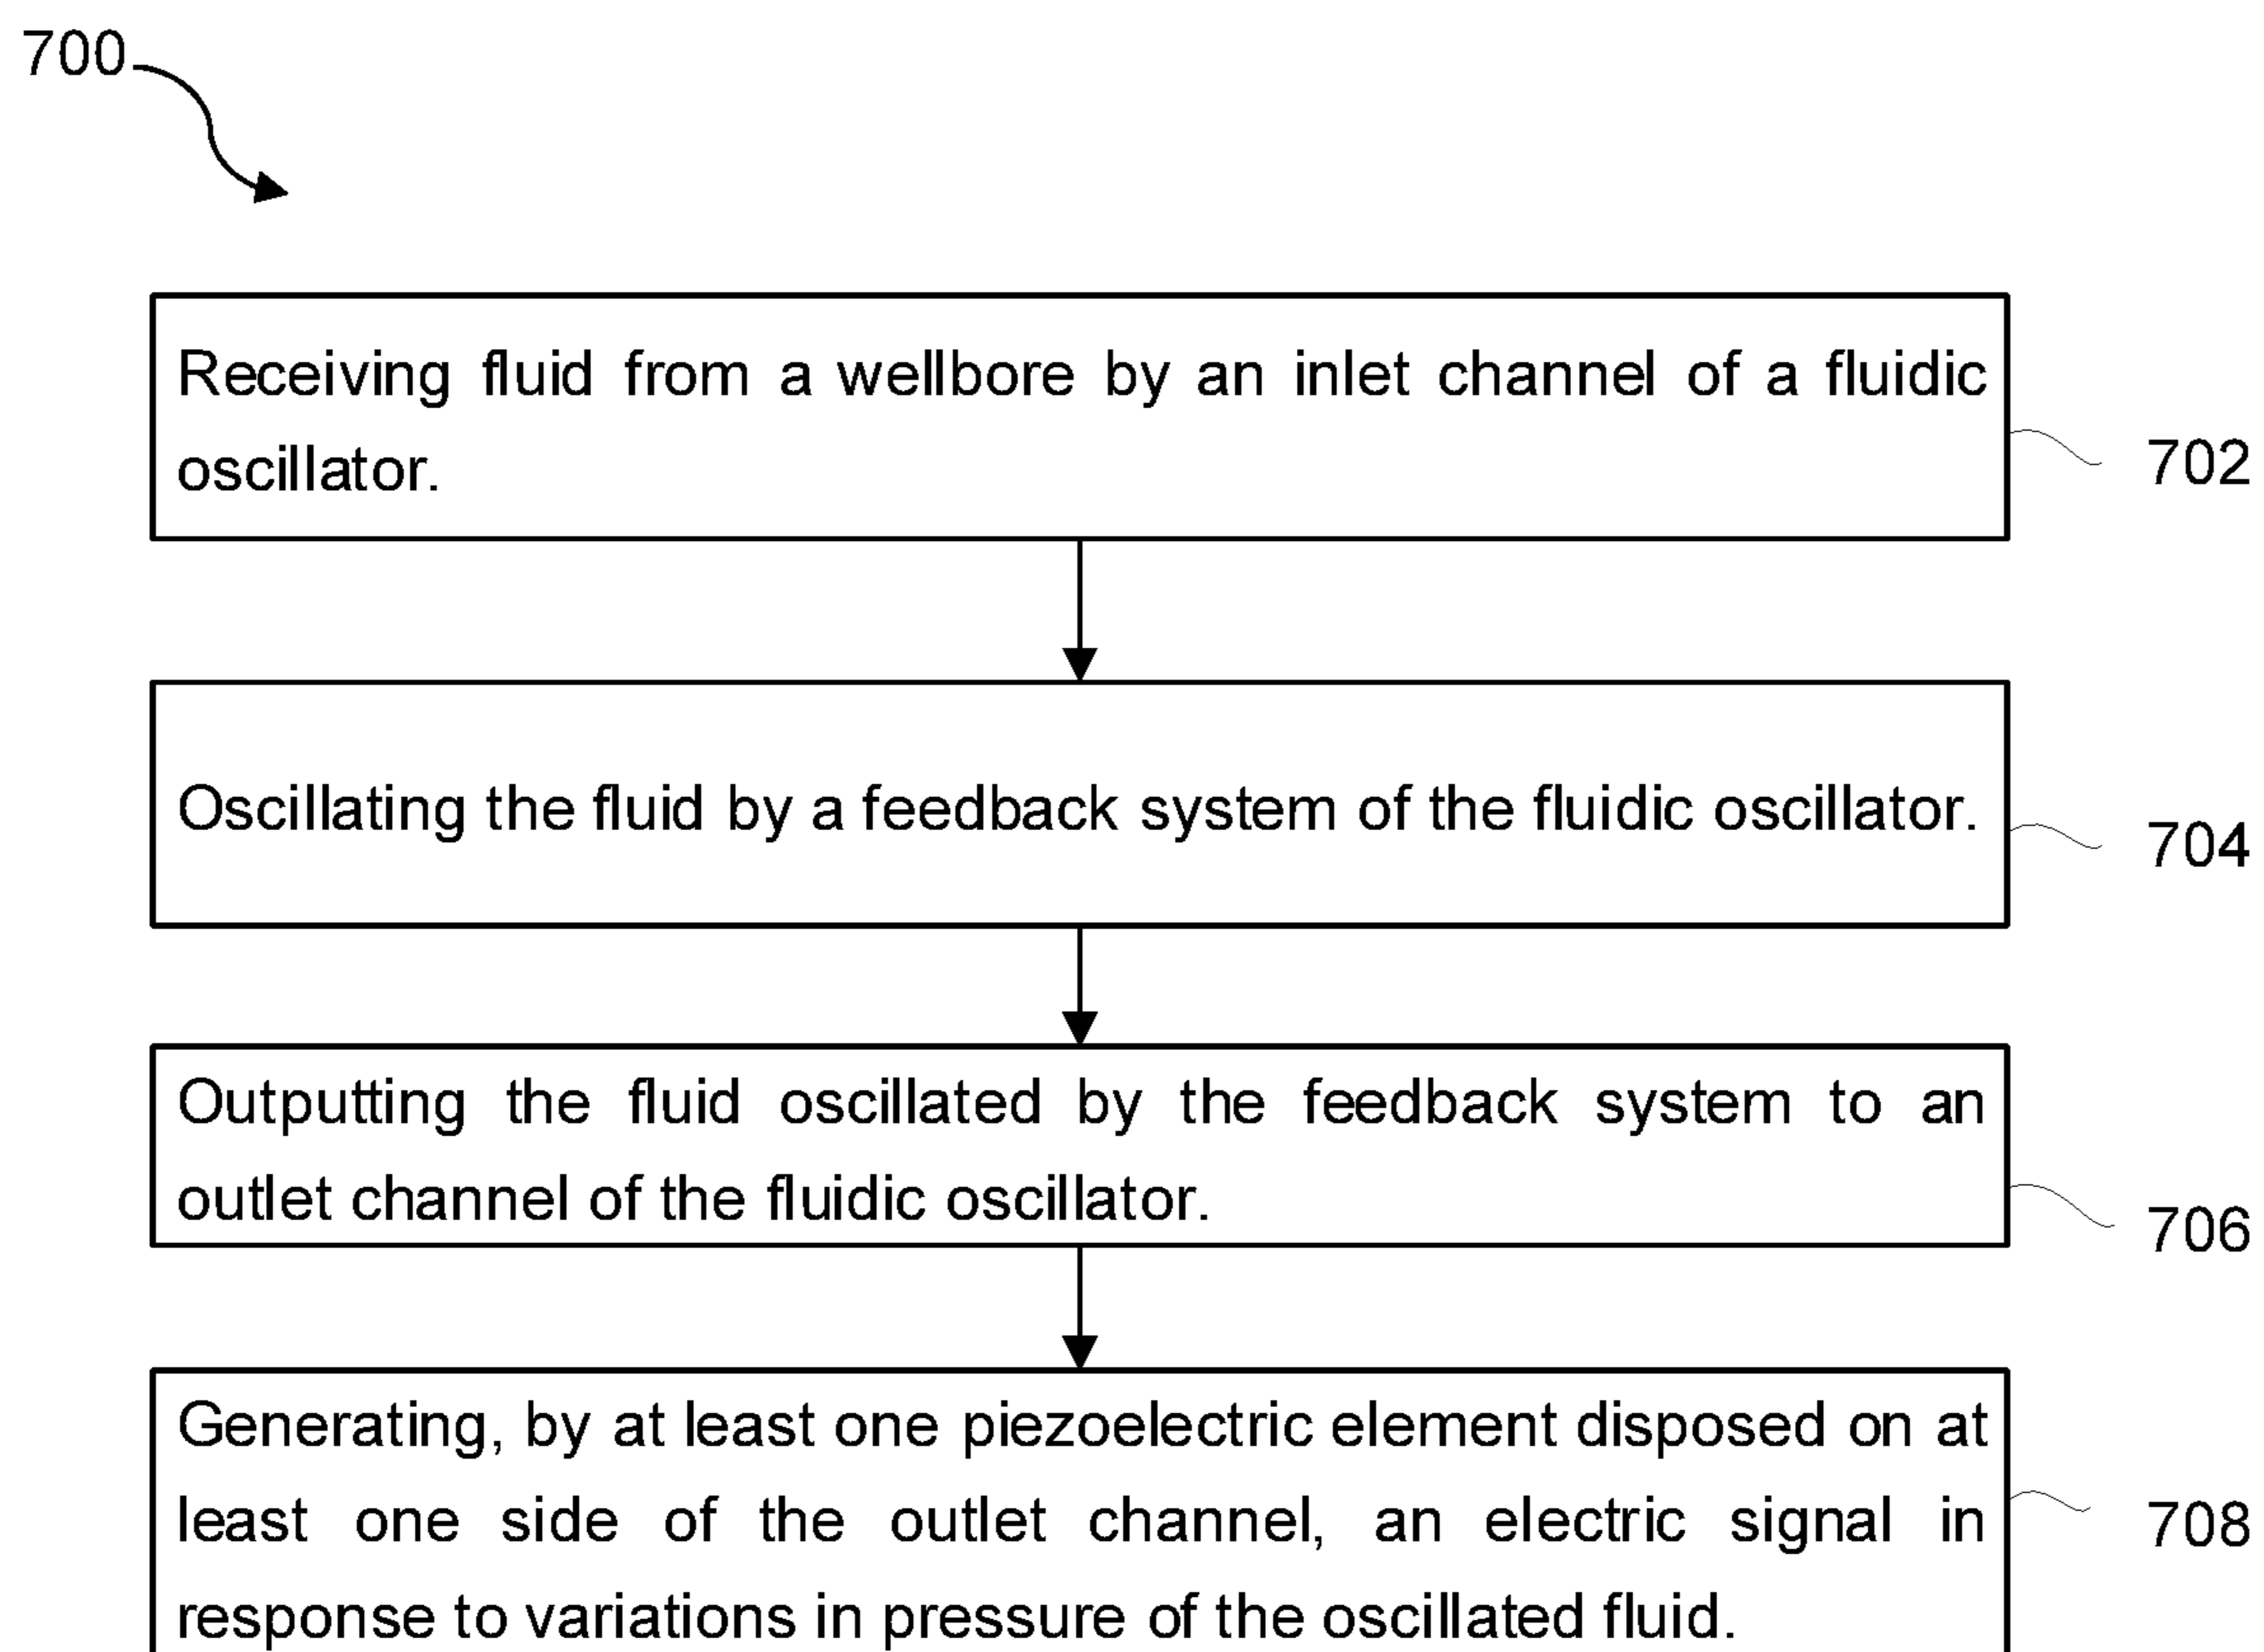 700
Receiving fluid from a wellbore by an inlet channel of a fluidic
oscillator.
702
Oscillating the fluid by a feedback system of the fluidic oscillator.
704
Outputting the fluid oscillated by the feedback system to an
outlet channel of the fluidic oscillator.
706
Generating, by at least one piezoelectric element disposed on at
least one side of the outlet channel, an electric signal in
response to variations in pressure of the oscillated fluid.
708